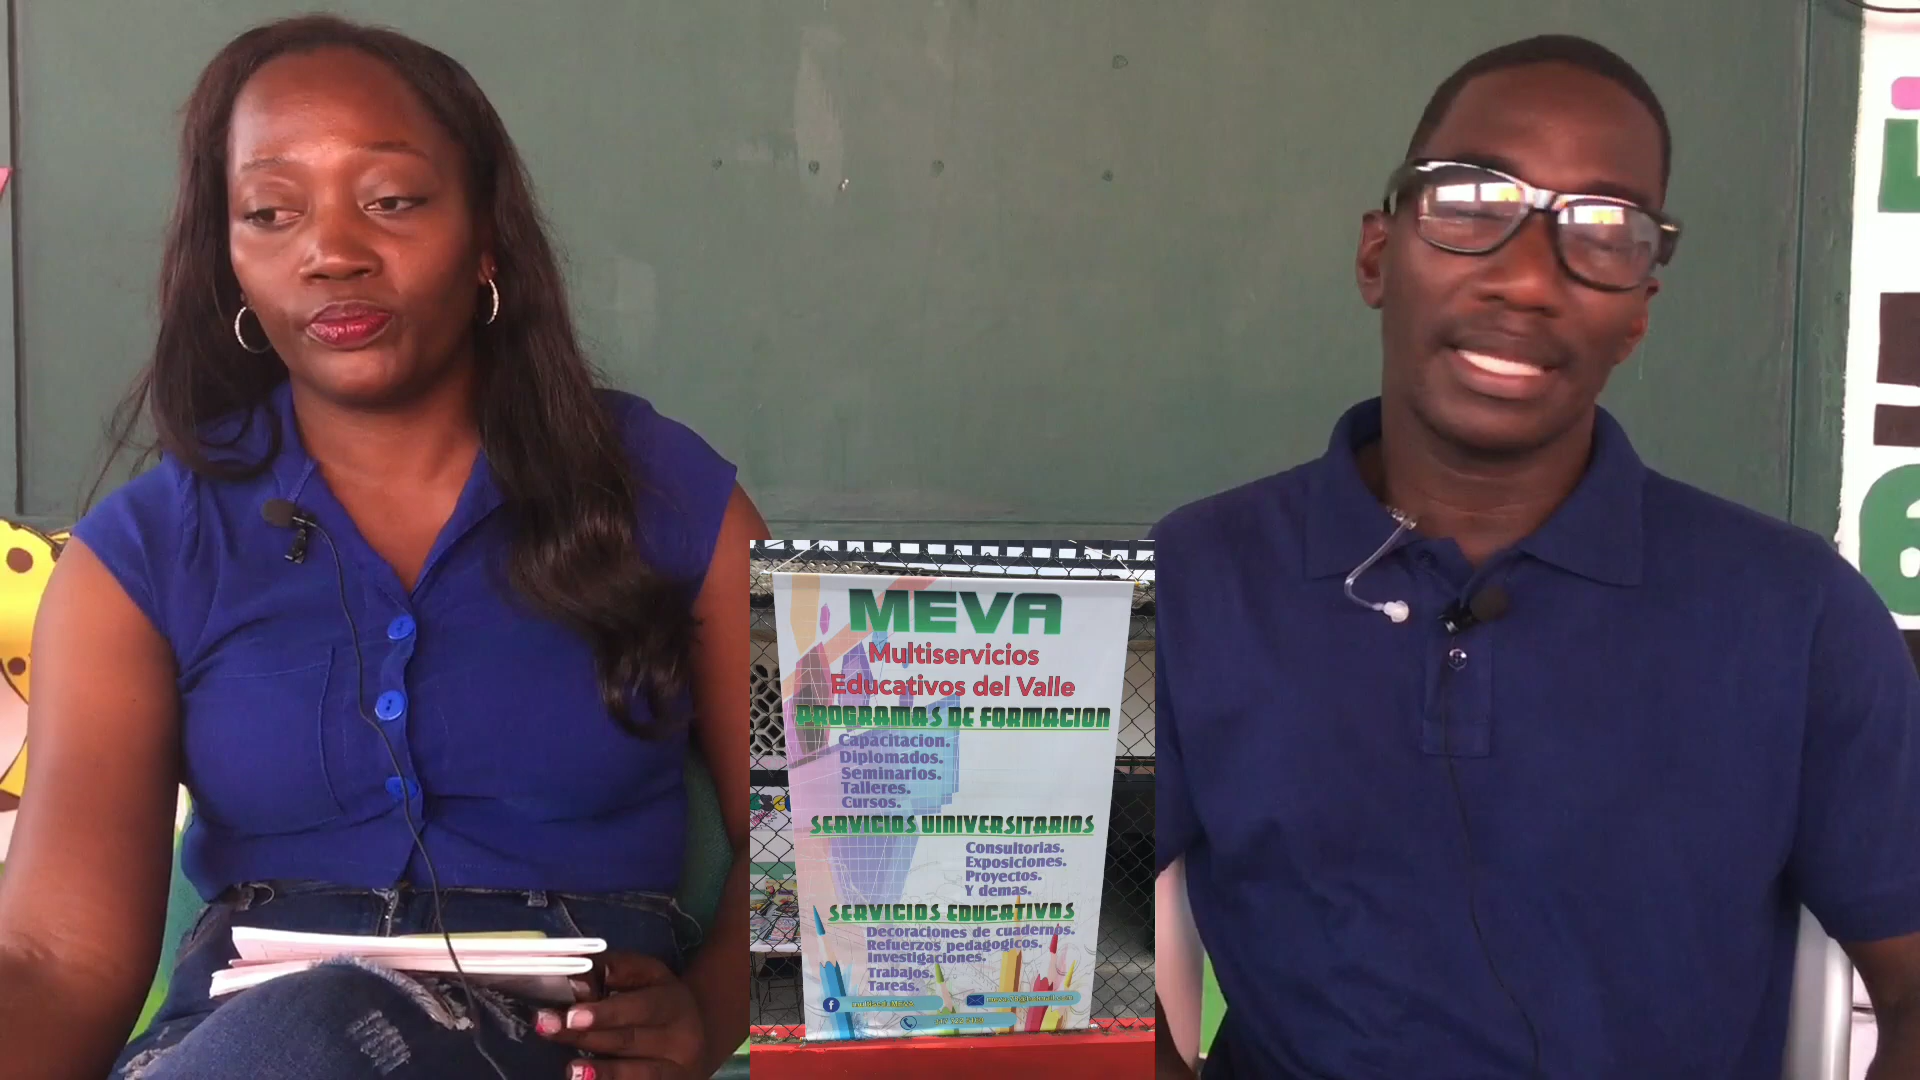 MEVA
Multiservicios
Educativos del Valle
PROGRAMAS DE FORMACION
Capacitacion.
Diplomados.
Seminarios.
Talleres.
Cursos.
SERVICIOS UINIVERSITARIOS
Consultorias.
Exposiciones.
Proyectos.
Y demas.
SERVICIOS EDUCATIVOS
Decoraciones de cuadernos.
Refuerzos pedagogicos.
Investigaciones.
Trabajos.
Tareas.